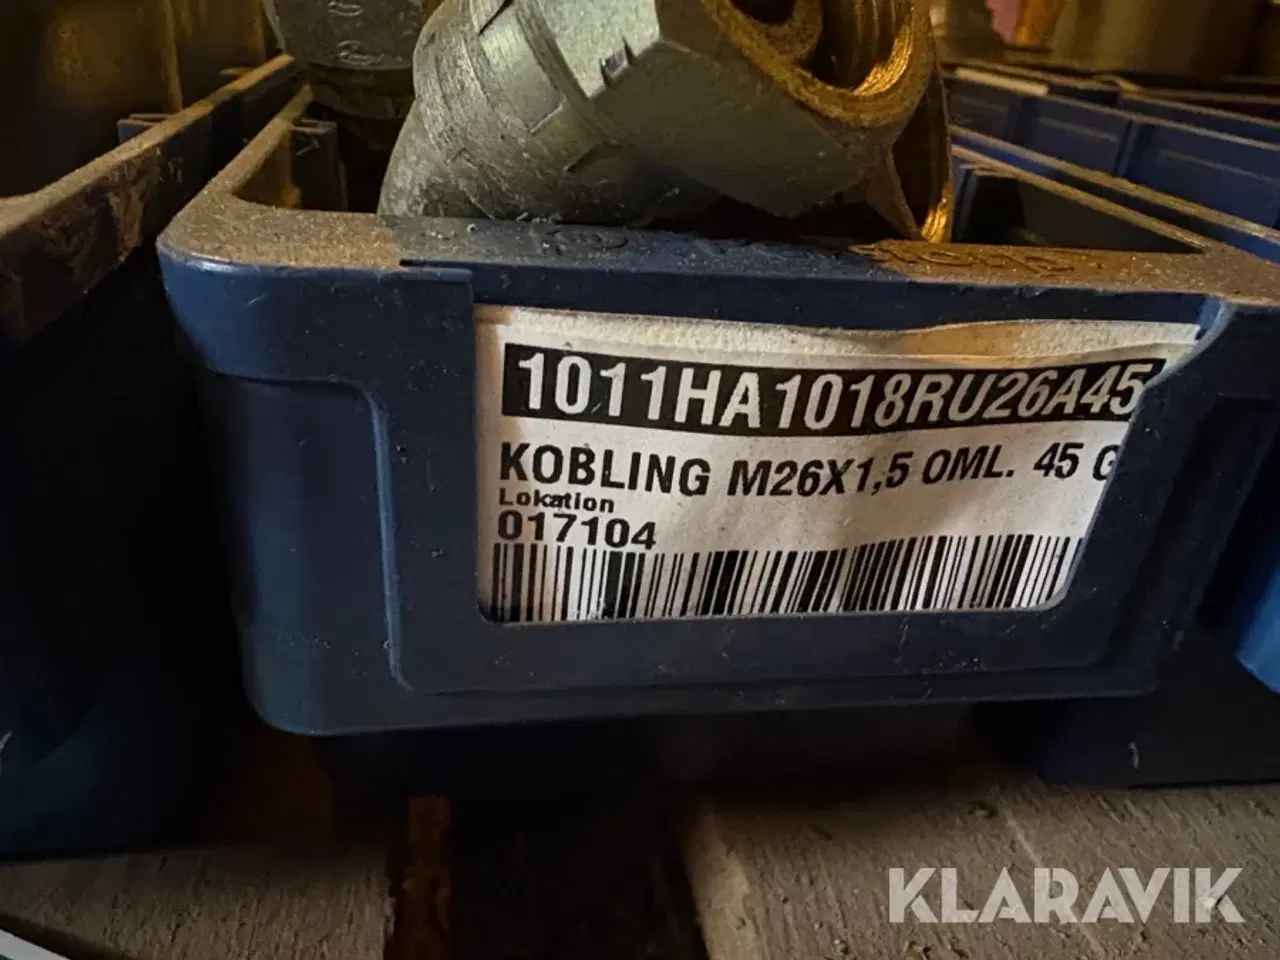 1011HA1018RU26A45
KOBLING M26X1,5 OML. 45 G
Lokation
017104
KLARAVIK